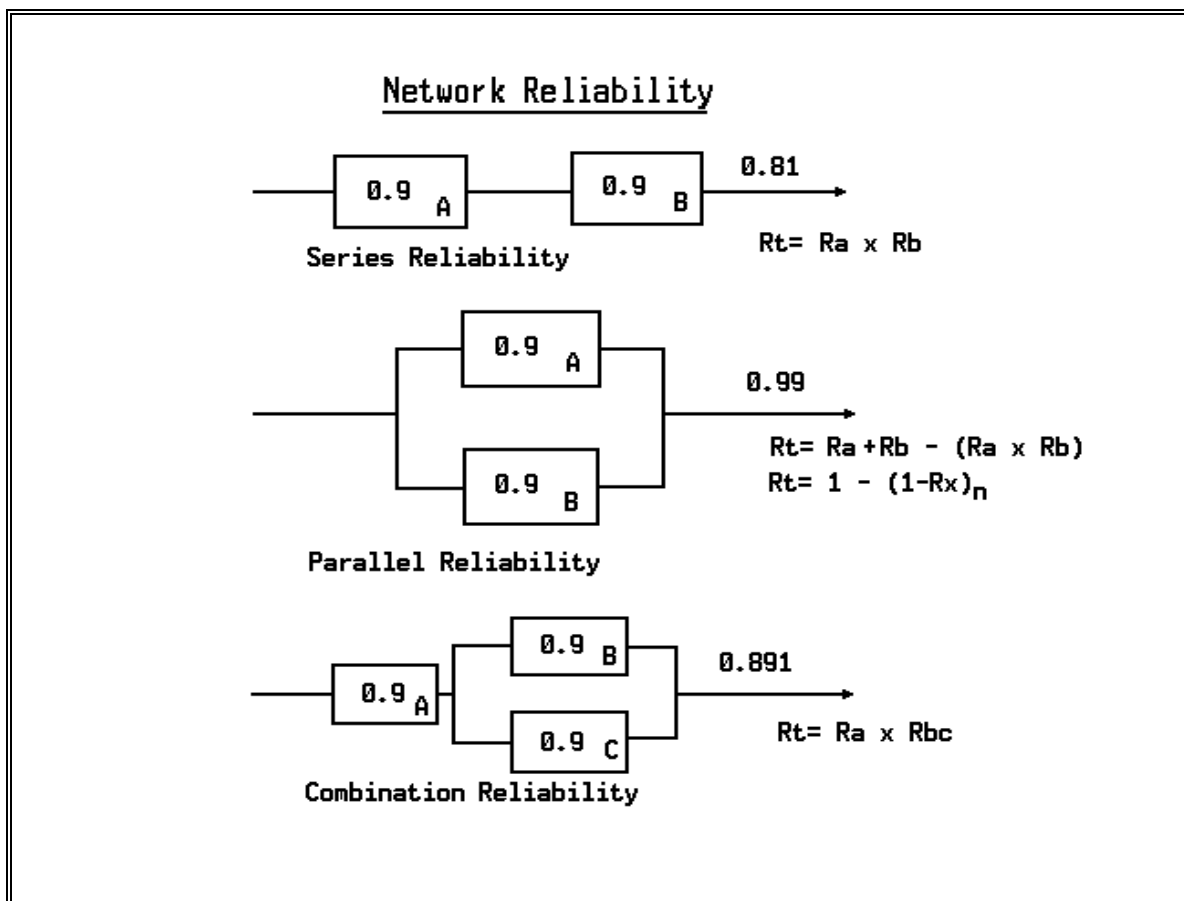 Network Reliability
0.9 A
0.9 B
0.81
Rt= Ra x Rb
Series Reliability
0.9 A
0.9 B
0.99
Rt= Ra+Rb - (Ra x Rb)
Rt= 1 - (1-Rx)n
Parallel Reliability
0.9 A
0.9 B
0.9 C
0.891
Rt= Ra x Rbc
Combination Reliability